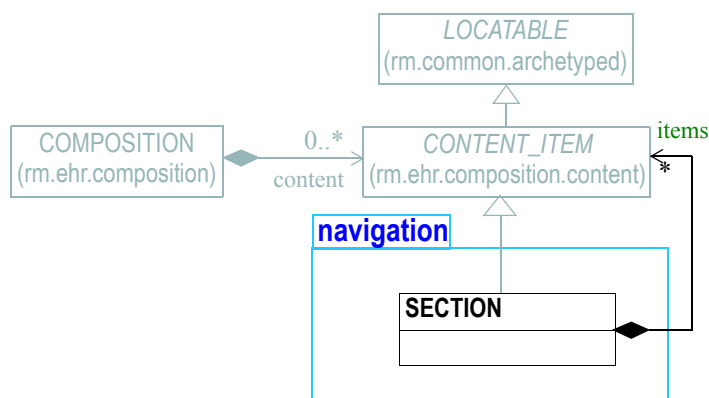 LOCATABLE
(rm.common.archetyped)
items
COMPOSITION
(rm.ehr.composition)
0..*
content
CONTENT_ITEM
(rm.ehr.composition.content)
*
navigation
SECTION